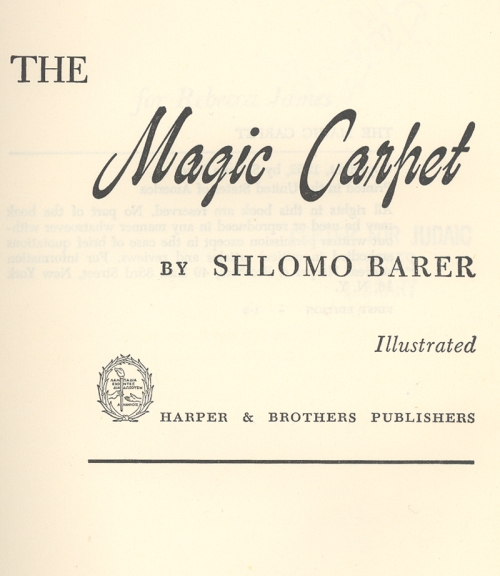 THE
Magic Carpet
BY SHLOMO BARER
Illustrated
HARPER & BROTHERS PUBLISHERS